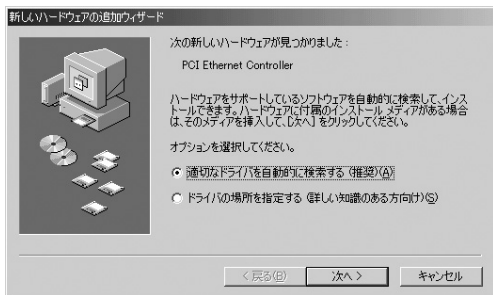 新しいハードウェアの追加ウィザード
次の新しいハードウェアが見つかりました :
PCI Ethernet Controller
ハードウェアをサポートしているソフトウェアを自動的に検索して、インス
トールできます。ハードウェアに付属のインストール メディアがある場合
は、そのメディアを挿入して、[次へ] をクリックしてください。
オプションを選択してください。
適切なドライバを自動的に検索する (推奨)(A)
ドライバの場所を指定する (詳しい知識のある方向け)(S)
< 戻る(B)
次へ >
キャンセル